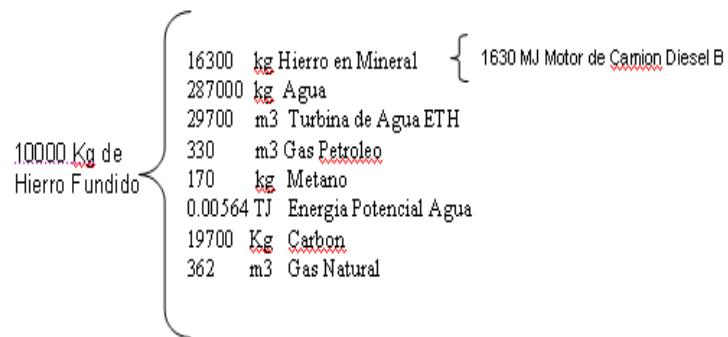 10000 Kg de
Hierro Fundido
16300 kg Hierro en Mineral
287000 kg Agua
29700 m3 Turbina de Agua ETH
330 m3 Gas Petroleo
170 kg Metano
0.00564 TJ Energia Potencial Agua
19700 Kg Carbon
362 m3 Gas Natural
1630 MJ Motor de Camion Diesel B